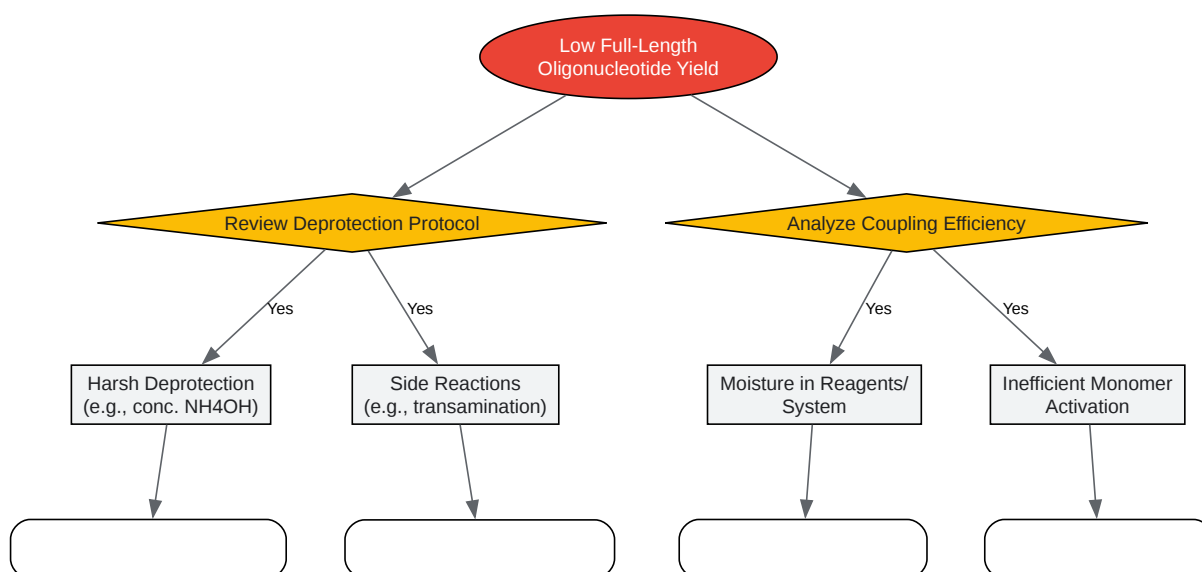 Low Full-Length
Oligonucleotide Yield
Review Deprotection Protocol
Analyze Coupling Efficiency
Yes
Yes
Yes
Yes
Harsh Deprotection
(e.g., conc. NH4OH)
Side Reactions
(e.g., transamination)
Moisture in Reagents/
System
Inefficient Monomer
Activation